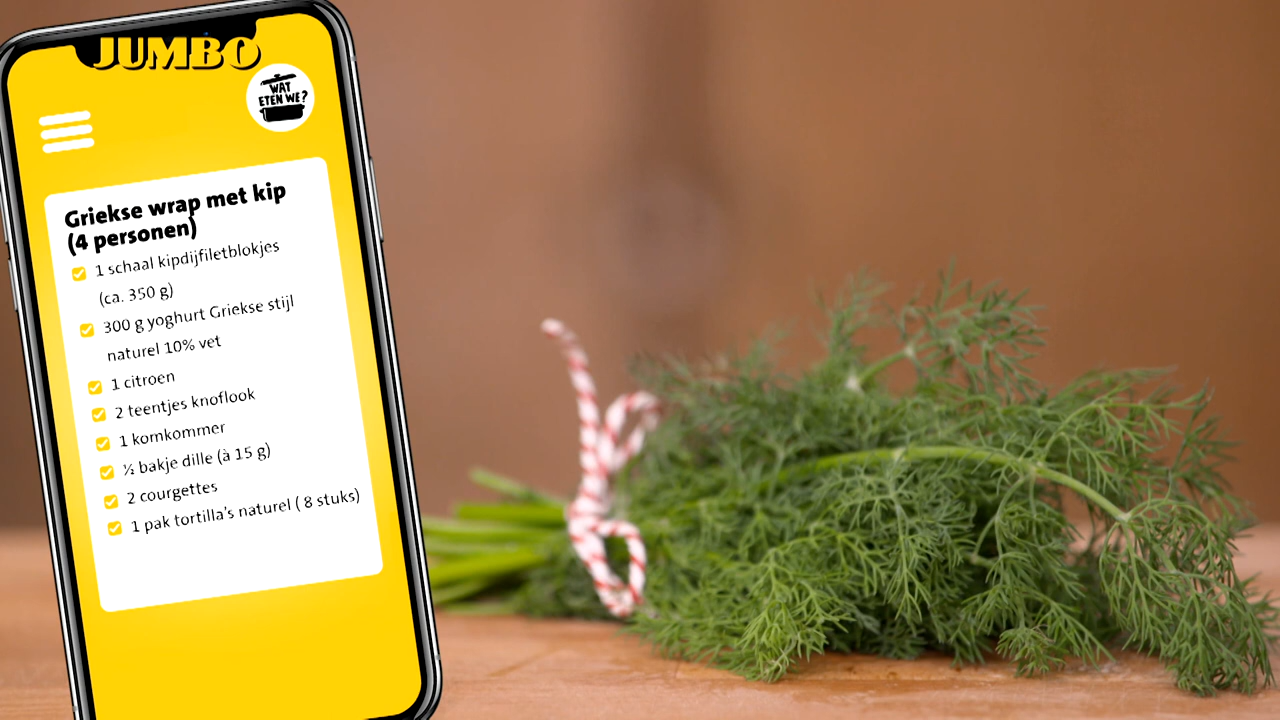 JUMBO
WAT
ETEN WE?
Griekse wrap met kip
(4 personen)
1 schaal kipdijfiletblokjes
(ca. 350 g)
300 g yoghurt Griekse stijl
naturel 10% vet
1 citroen
2 teentjes knoflook
1 komkommer
½ bakje dille (à 15 g)
2 courgettes
1 pak tortilla's naturel ( 8 stuks)